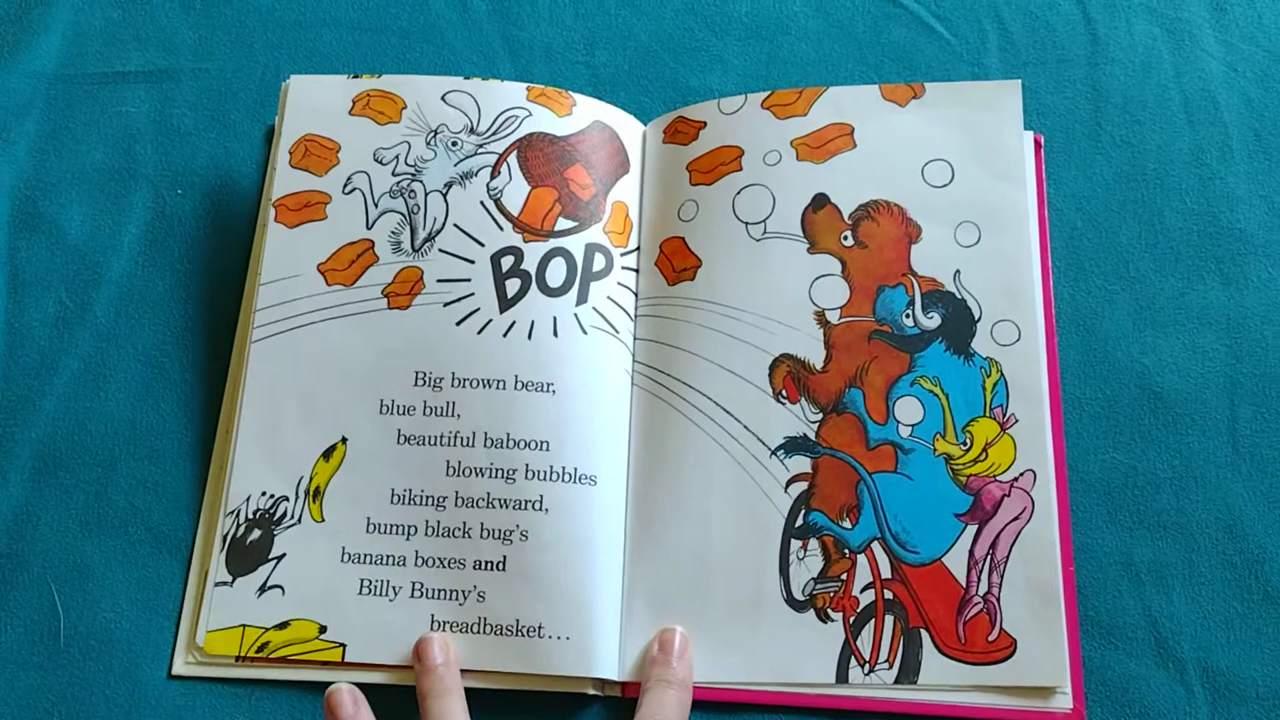 BOP
Big brown bear,
blue bull,
beautiful baboon
blowing bubbles
biking backward,
bump black bug's
banana boxes and
Billy Bunny's
breadbasket...